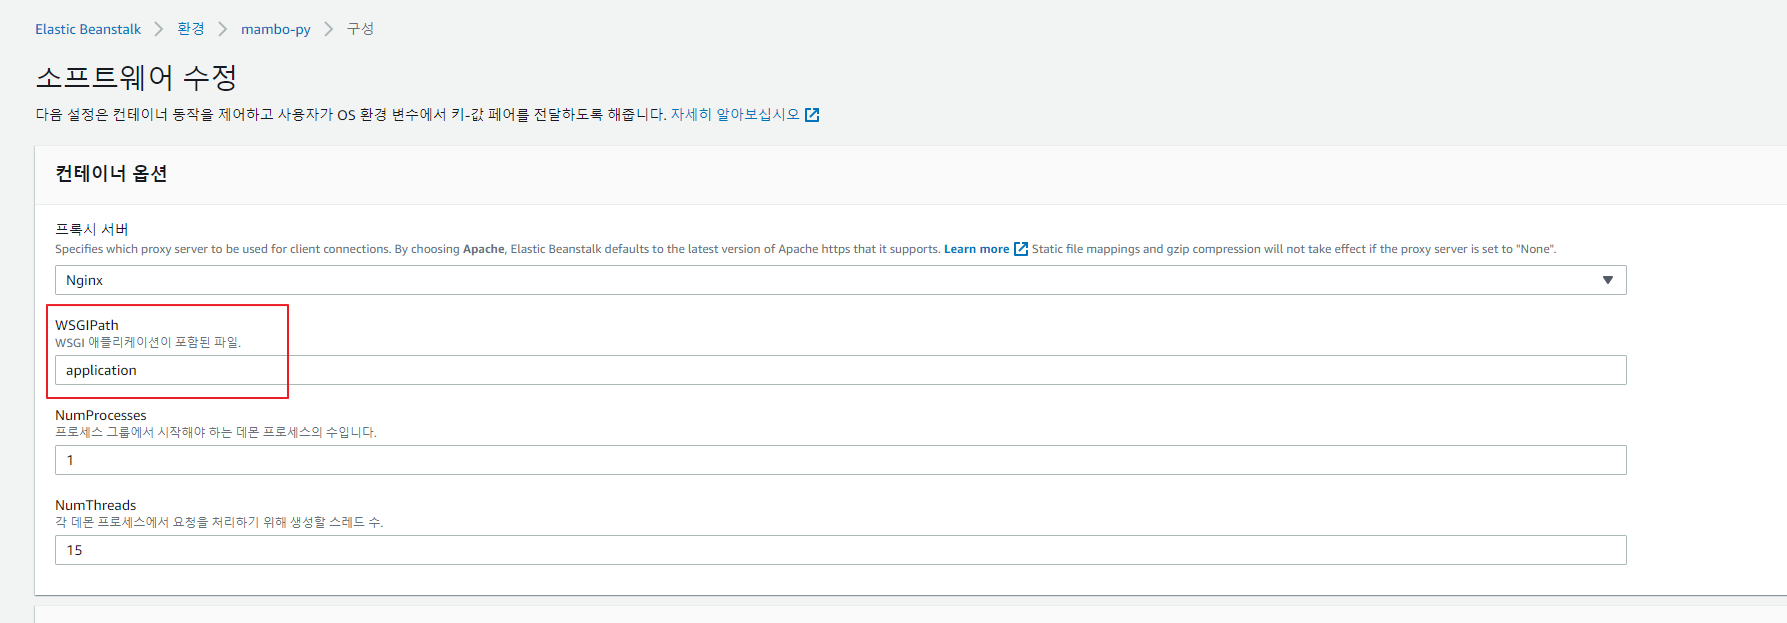 Elastic Beanstalk > 환경 > mambo-py > 구성
소프트웨어 수정
다음 설정은 컨테이너 동작을 제어하고 사용자가 OS 환경 변수에서 키-값 페어를 전달하도록 해줍니다. 자세히 알아보십시오
컨테이너 옵션
프록시 서버
Specifies which proxy server to be used for client connections. By choosing Apache, Elastic Beanstalk defaults to the latest version of Apache https that it supports. Learn more Static file mappings and gzip compression will not take effect if the proxy server is set to "None".
Nginx
WSGIPath
WSGI 애플리케이션이 포함된 파일.
application
NumProcesses
프로세스 그룹에서 시작해야 하는 데몬 프로세스의 수입니다.
1
NumThreads
각 데몬 프로세스에서 요청을 처리하기 위해 생성할 스레드 수.
15